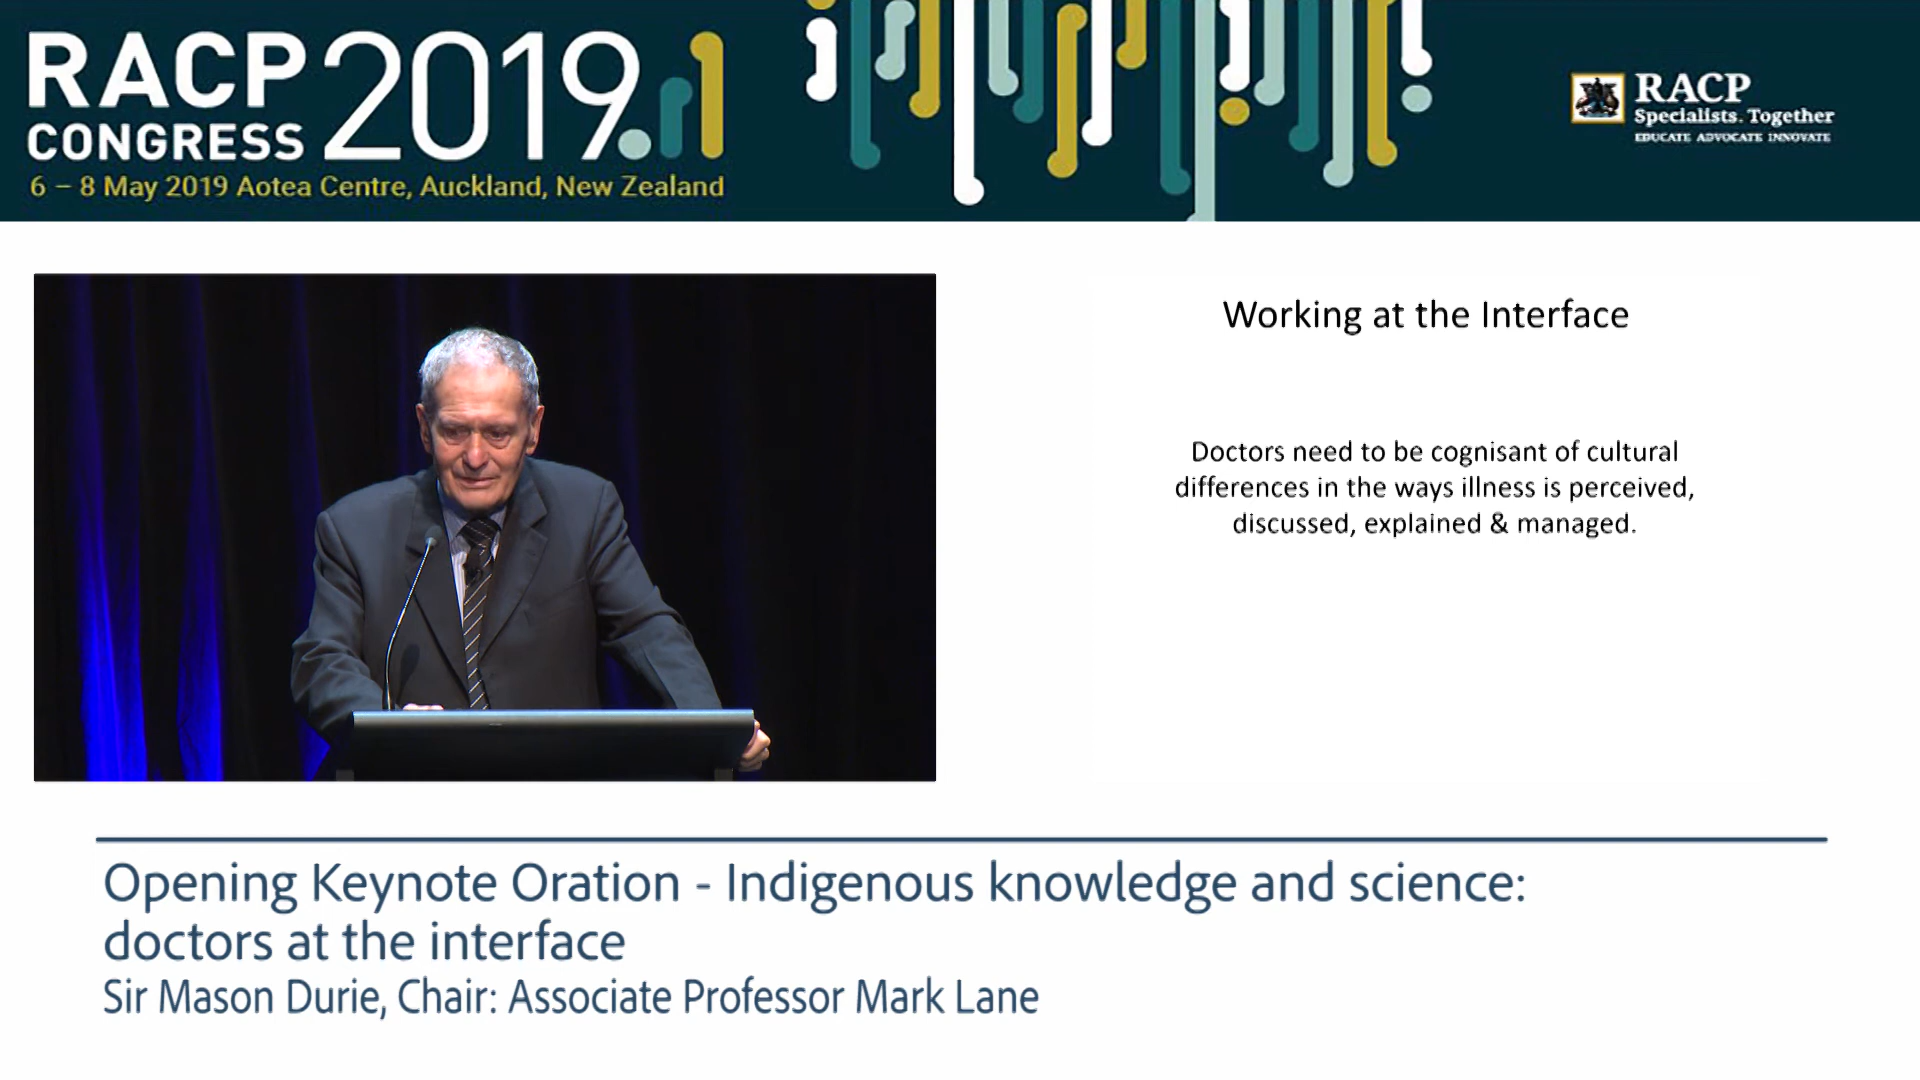 RACP
CONGRESS
2019
6 – 8 May 2019 Aotea Centre, Auckland, New Zealand
RACP
Specialists. Together
EDUCATE ADVOCATE INNOVATE
Working at the Interface
Doctors need to be cognisant of cultural
differences in the ways illness is perceived,
discussed, explained & managed.
Opening Keynote Oration - Indigenous knowledge and science:
doctors at the interface
Sir Mason Durie, Chair: Associate Professor Mark Lane